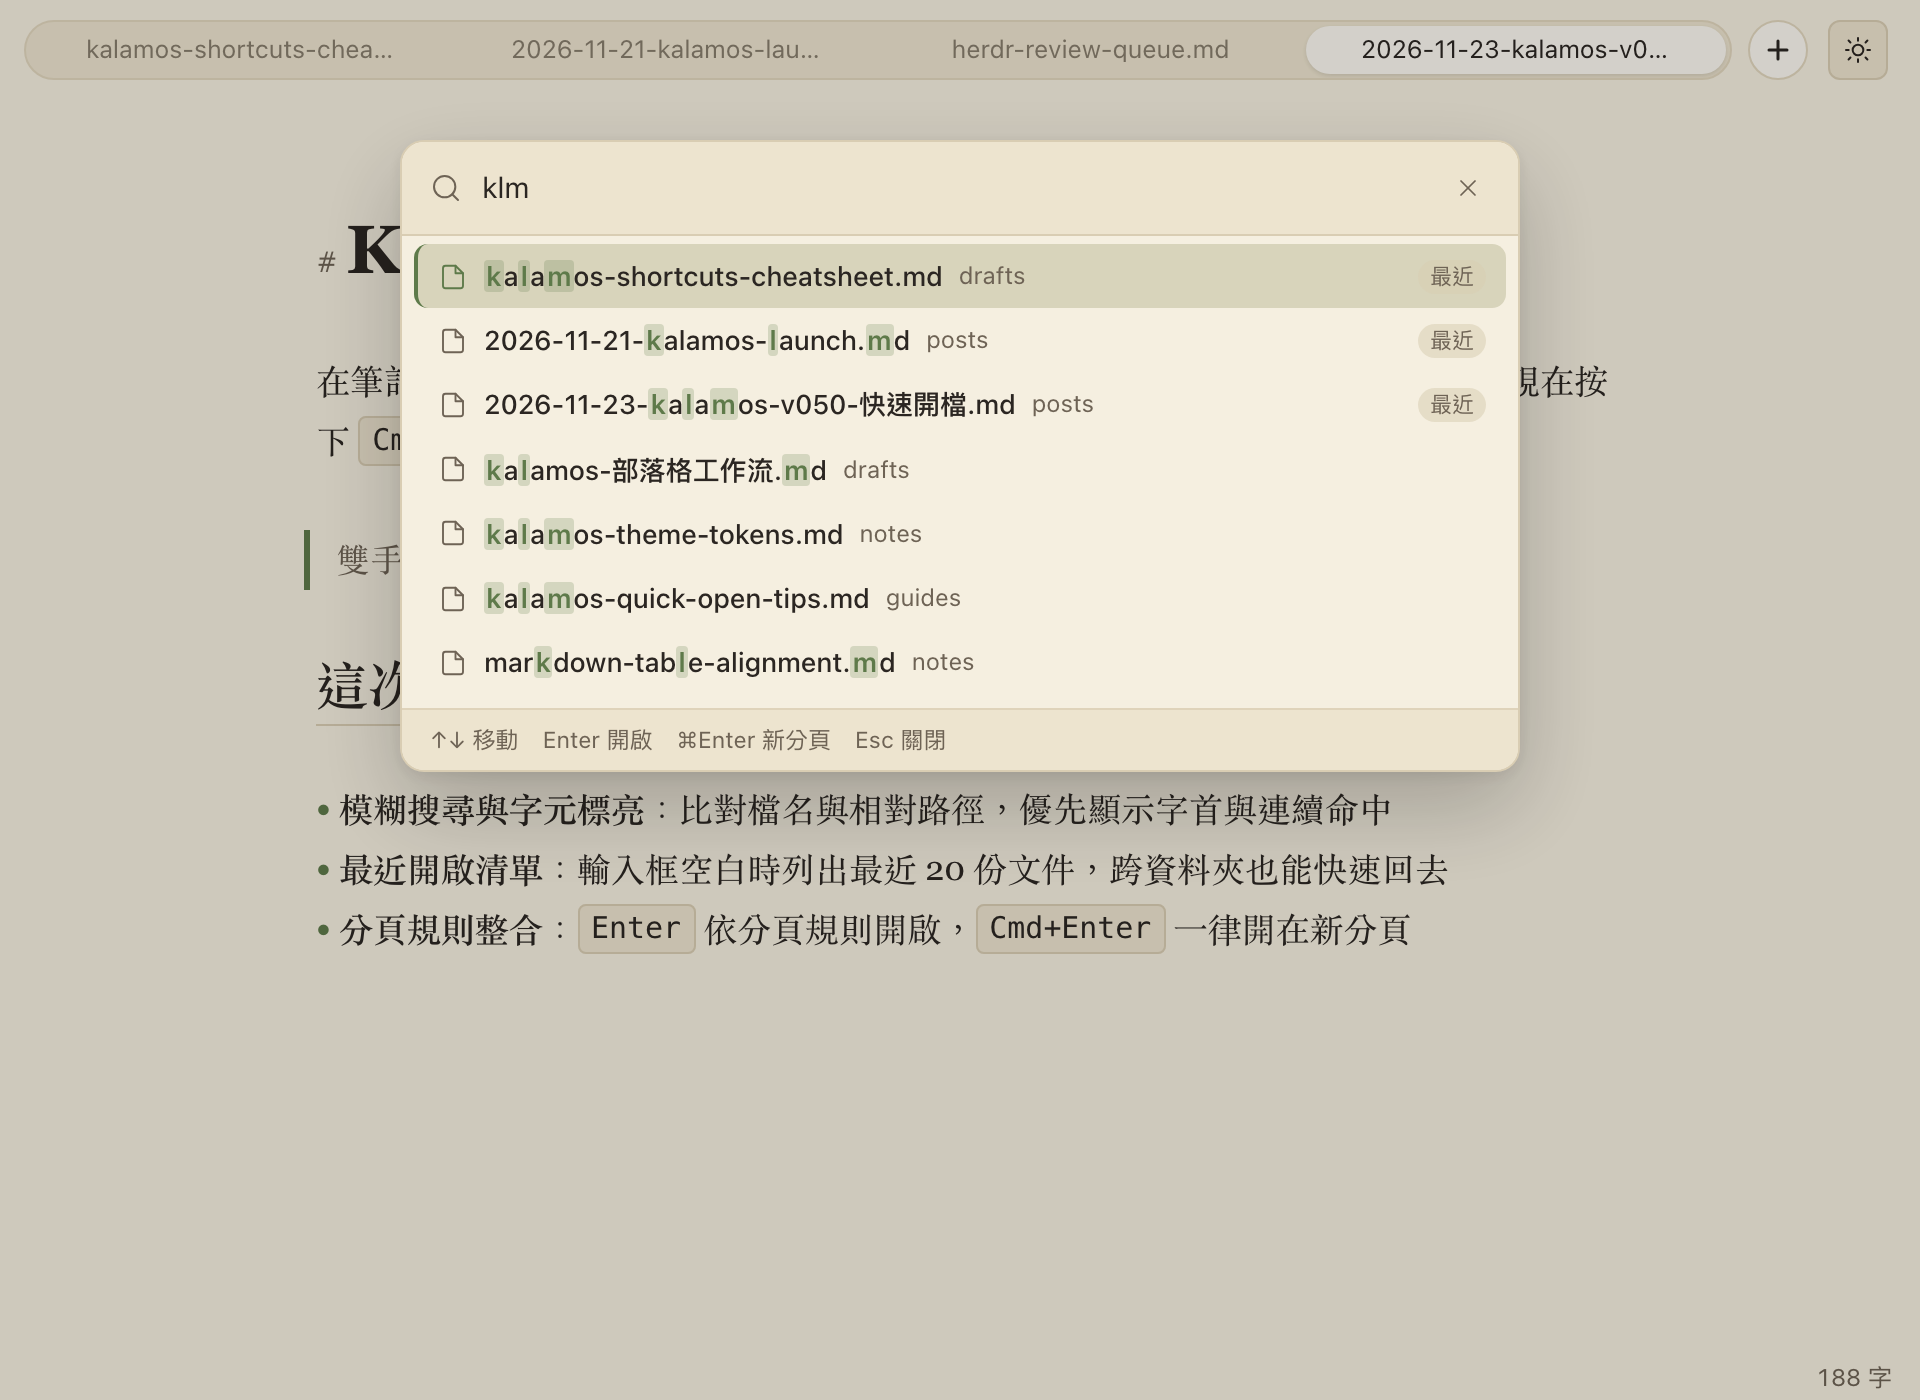 kalamos-shortcuts-chea...
2026-11-21-kalamos-lau...
herdr-review-queue.md
2026-11-23-kalamos-v0...
klm
kalamos-shortcuts-cheatsheet.md drafts 最近
2026-11-21-kalamos-launch.md posts 最近
2026-11-23-kalamos-v050-快速開檔.md posts 最近
kalamos-部落格工作流.md drafts
kalamos-theme-tokens.md notes
kalamos-quick-open-tips.md guides
markdown-table-alignment.md notes
↑↓ 移動 Enter 開啟 ⌘Enter 新分頁 Esc 關閉
# K
在筆 現在按
下
雙手
這次
• 模糊搜尋與字元標亮：比對檔名與相對路徑，優先顯示字首與連續命中
• 最近開啟清單：輸入框空白時列出最近 20 份文件，跨資料夾也能快速回去
• 分頁規則整合：Enter 依分頁規則開啟，Cmd+Enter 一律開在新分頁
188 字